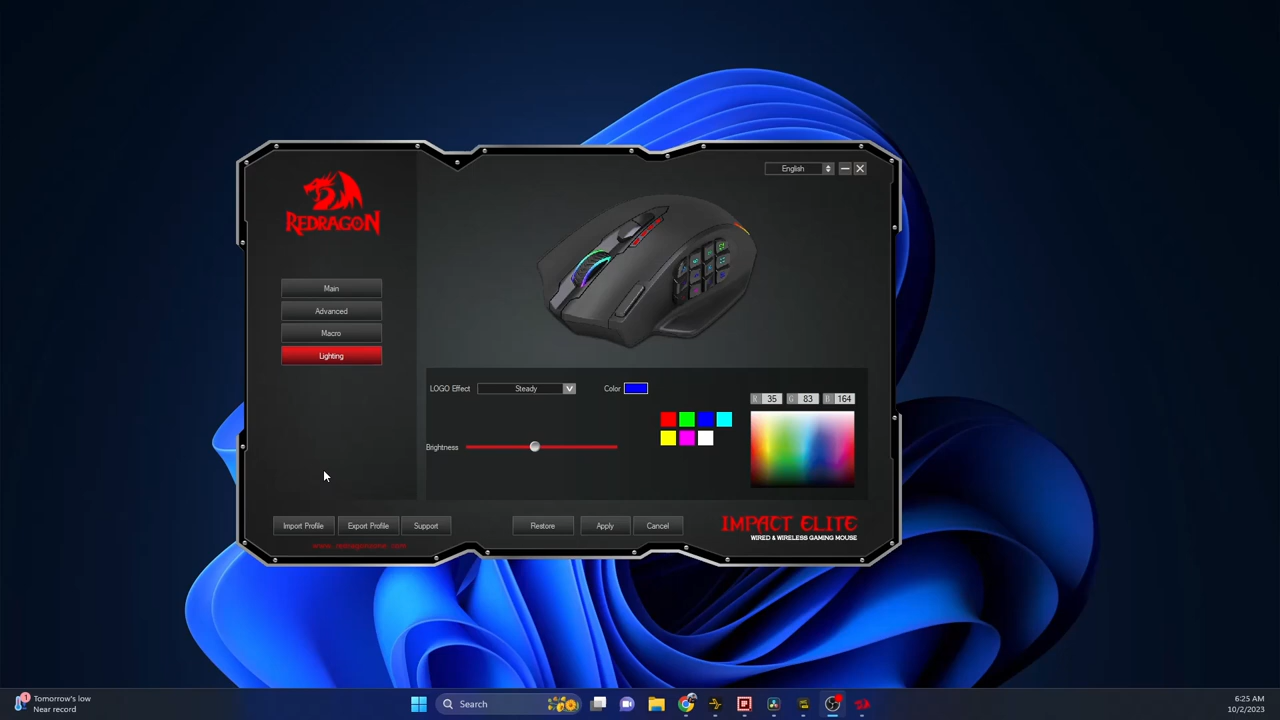 English
REDRAGON
Main
Advanced
Macro
Lighting
LOGO Effect Steady Color
R 35 G 83 B 164
Brightness
Import Profile Export Profile Support Restore Apply Cancel
IMPACT ELITE
WIRED & WIRELESS GAMING MOUSE
1
Tomorrow's low
Near record
Search
6:25 AM
10/2/2023